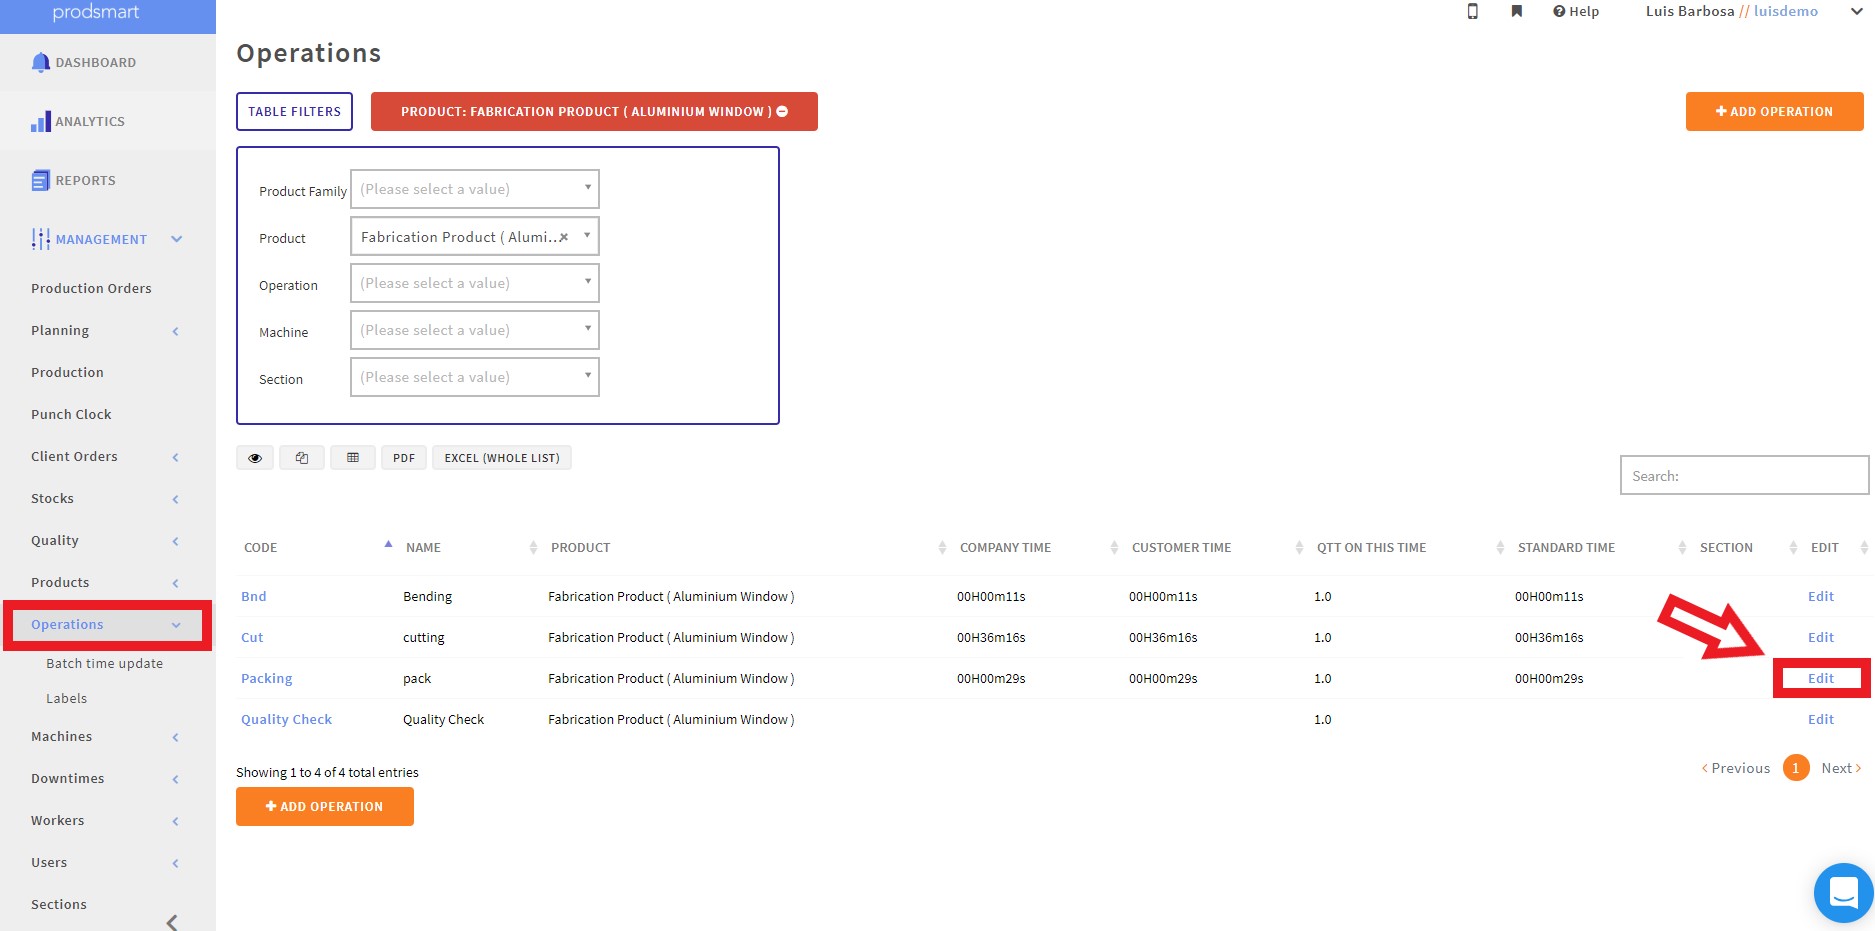 prodsmart
Help
Luis Barbosa // luisdemo
DASHBOARD
ANALYTICS
REPORTS
MANAGEMENT
Production Orders
Planning
Production
Punch Clock
Client Orders
Stocks
Quality
Products
Operations
Batch time update
Labels
Machines
Downtimes
Workers
Users
Sections
Operations
TABLE FILTERS
PRODUCT: FABRICATION PRODUCT ( ALUMINIUM WINDOW )
ADD OPERATION
Product Family (Please select a value)
Product Fabrication Product ( Alumi...
Operation (Please select a value)
Machine (Please select a value)
Section (Please select a value)
PDF EXCEL (WHOLE LIST)
Search:
CODE NAME PRODUCT COMPANY TIME CUSTOMER TIME QTT ON THIS TIME STANDARD TIME SECTION EDIT
Bnd Bending Fabrication Product ( Aluminium Window ) 00H00m11s 00H00m11s 1.0 00H00m11s Edit
Cut cutting Fabrication Product ( Aluminium Window ) 00H36m16s 00H36m16s 1.0 00H36m16s Edit
Packing pack Fabrication Product ( Aluminium Window ) 00H00m29s 00H00m29s 1.0 00H00m29s Edit
Quality Check Quality Check Fabrication Product ( Aluminium Window ) 1.0 Edit
Showing 1 to 4 of 4 total entries
Previous 1 Next
ADD OPERATION